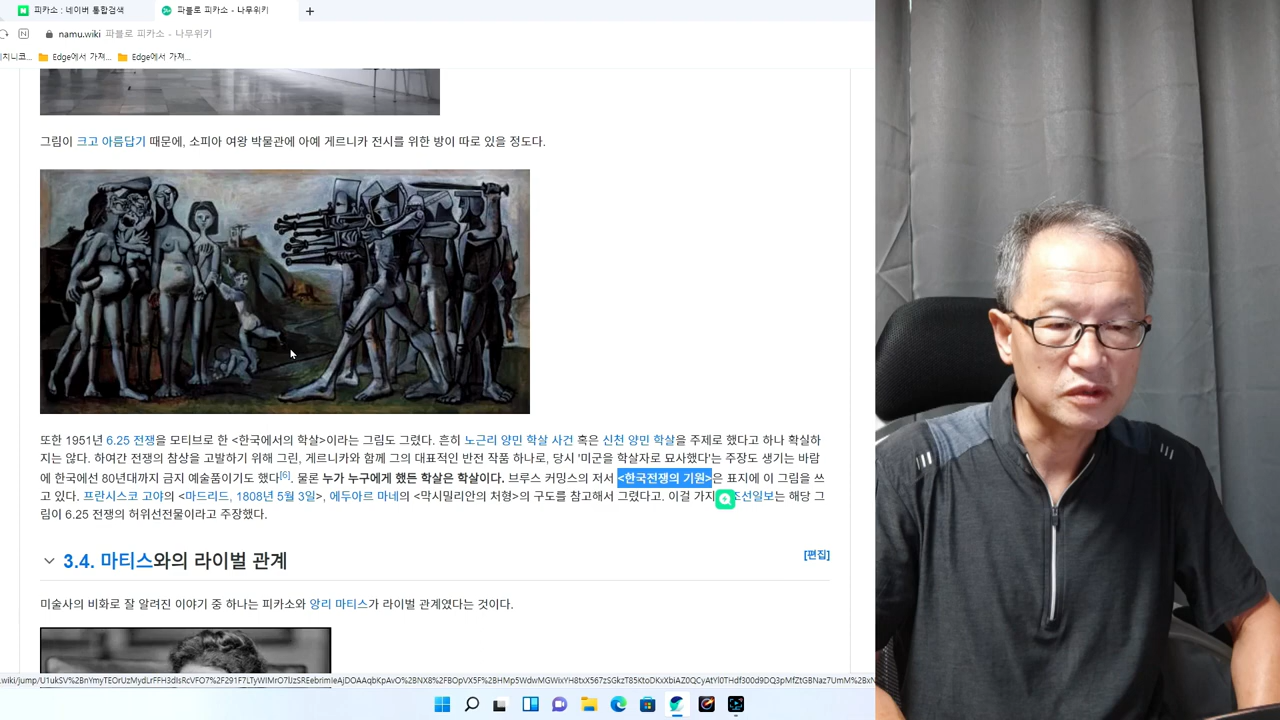 피카소 : 네이버 통합검색
파블로 피카소 - 나무위키
namu.wiki 파블로 피카소 - 나무위키
Edge에서 가져...
Edge에서 가져...
그림이 크고 아름답기 때문에, 소피아 여왕 박물관에 아예 게르니카 전시를 위한 방이 따로 있을 정도다.
또한 1951년 6.25 전쟁을 모티브로 한 <한국에서의 학살>이라는 그림도 그렸다. 흔히 노근리 양민 학살 사건 혹은 신천 양민 학살을 주제로 했다고 하나 확실하
지는 않다. 하여간 전쟁의 참상을 고발하기 위해 그린, 게르니카와 함께 그의 대표적인 반전 작품 하나로, 당시 '미군을 학살자로 묘사했다'는 주장도 생기는 바람
에 한국에선 80년대까지 금지 예술품이기도 했다[6]. 물론 누가 누구에게 했든 학살은 학살이다. 브루스 커밍스의 저서 <한국전쟁의 기원>은 표지에 이 그림을 쓰
고 있다. 프란시스코 고야의 <마드리드, 1808년 5월 3일>, 에두아르 마네의 <막시밀리안의 처형>의 구도를 참고해서 그렸다고. 이걸 가지 조선일보는 해당 그
림이 6.25 전쟁의 허위선전물이라고 주장했다.
3.4. 마티스와의 라이벌 관계
[편집]
미술사의 비화로 잘 알려진 이야기 중 하나는 피카소와 앙리 마티스가 라이벌 관계였다는 것이다.